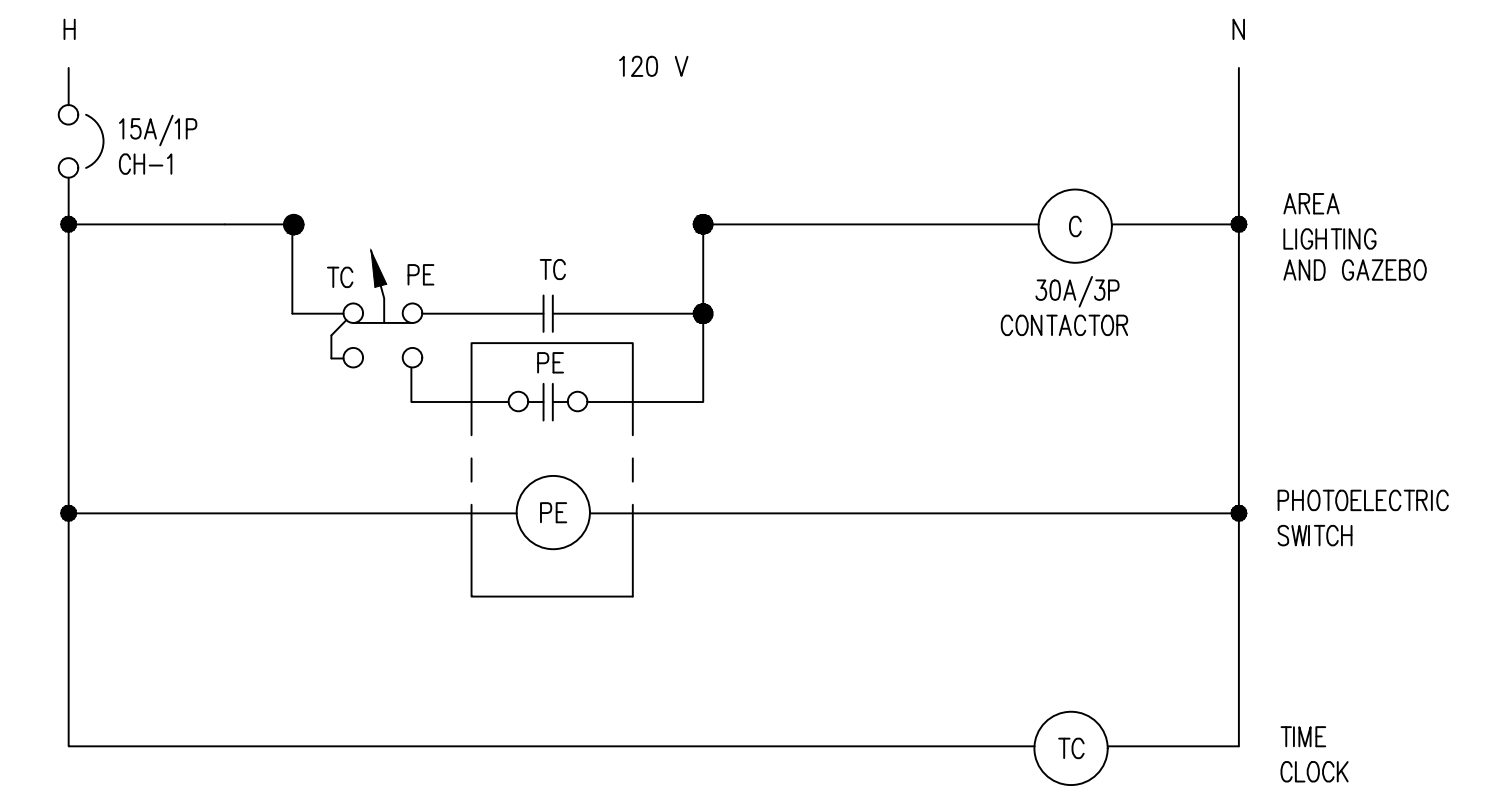 H
N
120 V
15A/1P
CH-1
AREA
LIGHTING
AND GAZEBO
C
30A/3P
CONTACTOR
TC
PE
TC
PE
PE
PHOTOELECTRIC
SWITCH
TC
TIME
CLOCK